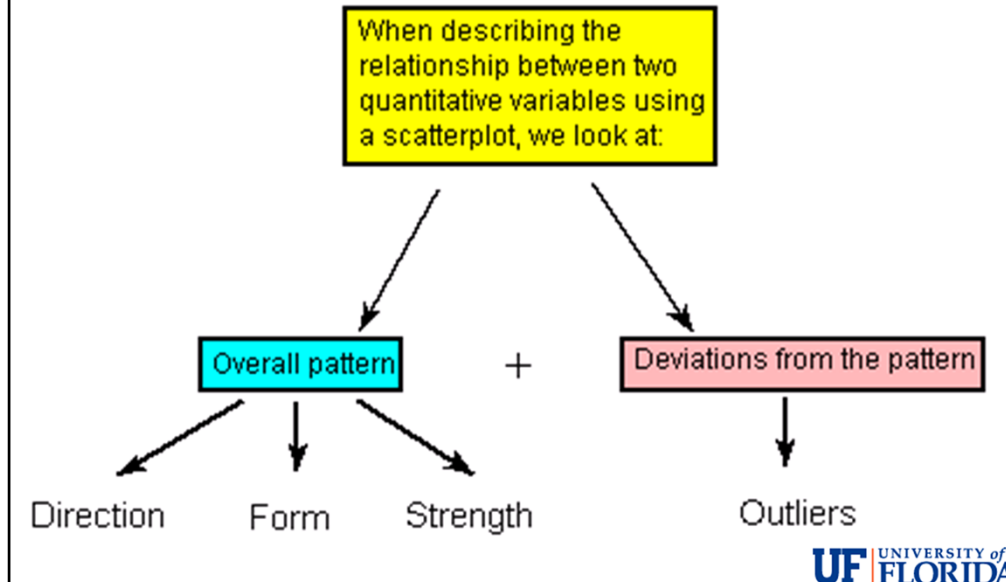 When describing the
relationship between two
quantitative variables using
a scatterplot, we look at:
Overall pattern
+
Deviations from the pattern
Direction
Form
Strength
Outliers
UF UNIVERSITY of
FLORIDA